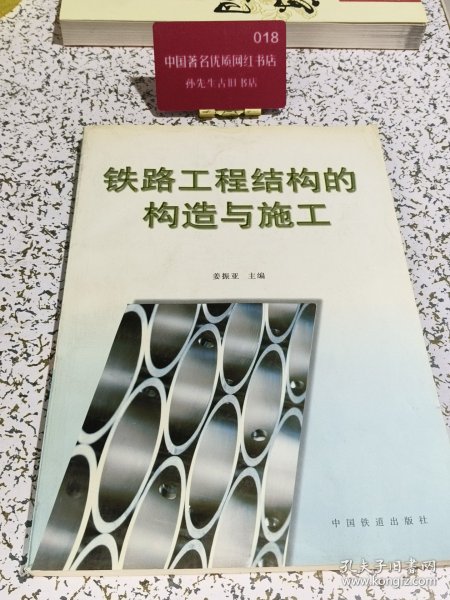 018
中国著名优质网红书店
孙先生古旧书店
铁路工程结构的
构造与施工
姜振亚 主编
中国铁道出版社
孔夫子旧书网
www.kongfz.com